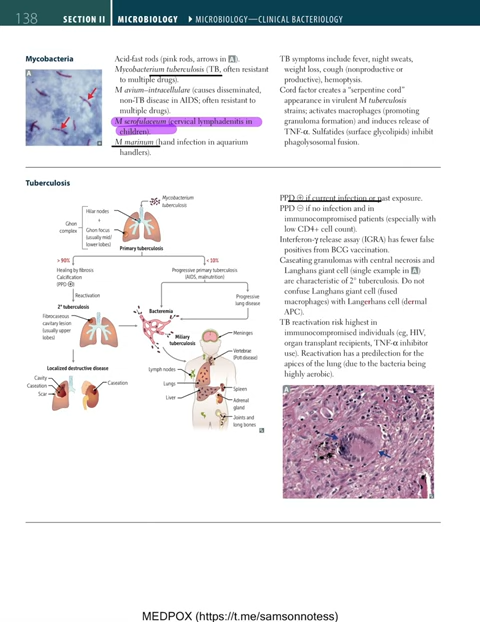 138 SECTION II MICROBIOLOGY ▶ MICROBIOLOGY—CLINICAL BACTERIOLOGY
Mycobacteria
A
Acid-fast rods (pink rods, arrows in A).
Mycobacterium tuberculosis (TB, often resistant
to multiple drugs).
M avium–intracellulare (causes disseminated,
non-TB disease in AIDS; often resistant to
multiple drugs).
M scrofulaceum (cervical lymphadenitis in
children).
M marinum (hand infection in aquarium
handlers).
TB symptoms include fever, night sweats,
weight loss, cough (nonproductive or
productive), hemoptysis.
Cord factor creates a “serpentine cord”
appearance in virulent M tuberculosis
strains; activates macrophages (promoting
granuloma formation) and induces release of
TNF-α. Sulfatides (surface glycolipids) inhibit
phagolysosomal fusion.
Tuberculosis
Mycobacterium
tuberculosis
Hilar nodes
+
Ghon
complex
Ghon focus
(usually mid/
lower lobes)
Primary tuberculosis
> 90%
< 10%
Healing by fibrosis
Calcification
(PPD ⊕)
Progressive primary tuberculosis
(AIDS, malnutrition)
Reactivation
Progressive
lung disease
2° tuberculosis
Bacteremia
Fibrocaseous
cavitary lesion
(usually upper
lobes)
Miliary
tuberculosis
Meninges
Vertebrae
(Pott disease)
Localized destructive disease
Lymph nodes
Cavity
Caseation
Scar
Caseation
Lungs
Spleen
Liver
Adrenal
gland
Joints and
long bones
PPD ⊕ if current infection or past exposure.
PPD ⊖ if no infection and in
immunocompromised patients (especially with
low CD4+ cell count).
Interferon-γ release assay (IGRA) has fewer false
positives from BCG vaccination.
Caseating granulomas with central necrosis and
Langhans giant cell (single example in A)
are characteristic of 2° tuberculosis. Do not
confuse Langhans giant cell (fused
macrophages) with Langerhans cell (dermal
APC).
TB reactivation risk highest in
immunocompromised individuals (eg, HIV,
organ transplant recipients, TNF-α inhibitor
use). Reactivation has a predilection for the
apices of the lung (due to the bacteria being
highly aerobic).
A
MEDPOX (https://t.me/samsonnotess)